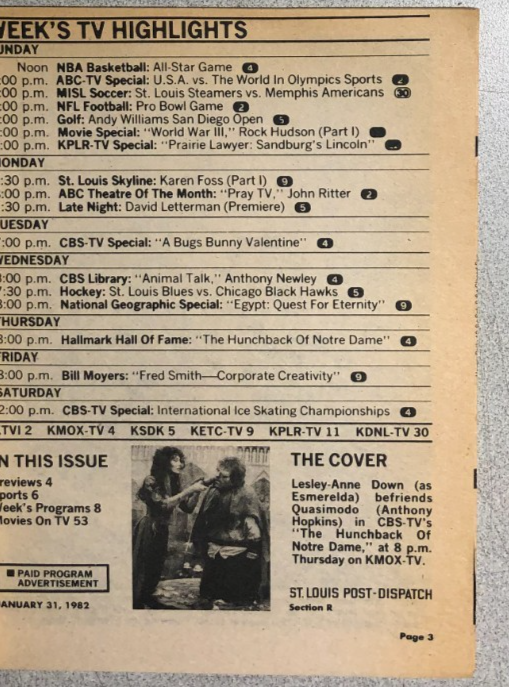 WEEK'S TV HIGHLIGHTS
UNDAY
Noon NBA Basketball: All-Star Game 4
:00 p.m. ABC-TV Special: U.S.A. vs. The World In Olympics Sports 2
:00 p.m. MISL Soccer: St. Louis Steamers vs. Memphis Americans 30
:00 p.m. NFL Football: Pro Bowl Game 2
:00 p.m. Golf: Andy Williams San Diego Open 5
:00 p.m. Movie Special: "World War III," Rock Hudson (Part I)
:00 p.m. KPLR-TV Special: "Prairie Lawyer: Sandburg's Lincoln"
ONDAY
:30 p.m. St. Louis Skyline: Karen Foss (Part I) 9
:00 p.m. ABC Theatre Of The Month: "Pray TV," John Ritter 2
:30 p.m. Late Night: David Letterman (Premiere) 5
UESDAY
7:00 p.m. CBS-TV Special: "A Bugs Bunny Valentine" 4
WEDNESDAY
:00 p.m. CBS Library: "Animal Talk," Anthony Newley 4
7:30 p.m. Hockey: St. Louis Blues vs. Chicago Black Hawks 5
8:00 p.m. National Geographic Special: "Egypt: Quest For Eternity" 9
THURSDAY
8:00 p.m. Hallmark Hall Of Fame: "The Hunchback Of Notre Dame" 4
FRIDAY
8:00 p.m. Bill Moyers: "Fred Smith—Corporate Creativity" 9
SATURDAY
2:00 p.m. CBS-TV Special: International Ice Skating Championships 4
KTVI 2 KMOX-TV 4 KSDK 5 KETC-TV 9 KPLR-TV 11 KDNL-TV 30
N THIS ISSUE
reviews 4
ports 6
Week's Programs 8
Movies On TV 53
■ PAID PROGRAM
ADVERTISEMENT
JANUARY 31, 1982
THE COVER
Lesley-Anne Down (as
Esmerelda) befriends
Quasimodo (Anthony
Hopkins) in CBS-TV's
"The Hunchback Of
Notre Dame," at 8 p.m.
Thursday on KMOX-TV.
ST. LOUIS POST-DISPATCH
Section R
Page 3